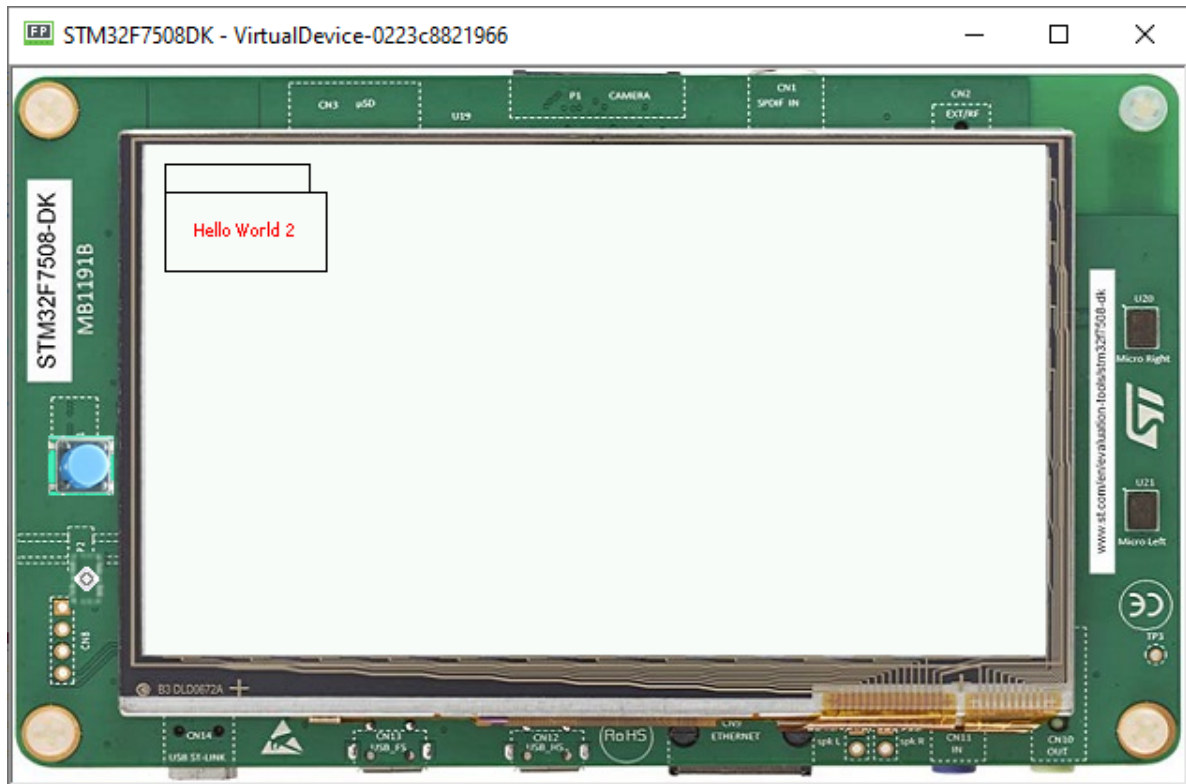 STM32F7508DK - VirtualDevice-0223c8821966
CN3 µSD
U19
P1 CAMERA
CN1
SPDIF IN
CN2
EXT/RF
STM32F7508-DK
MB1191B
Hello World 2
U20
Micro Right
www.st.com/en/evaluation-tools/stm32f7508-dk
U21
Micro Left
P2
CN8
TP3
B3 DLD0672A
CN14
USB ST-LINK
CN13
USB_FS
CN12
USB_HS
RoHS
CN9
ETHERNET
spk L
spk R
CN11
IN
CN10
OUT